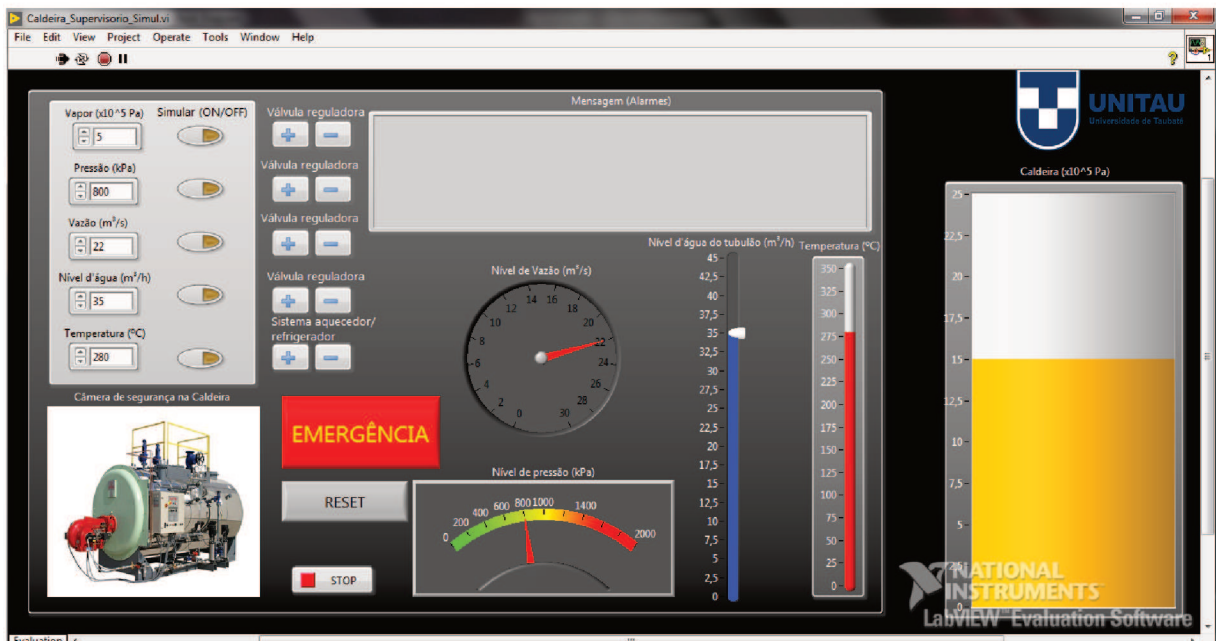 Caldeira_Supervisorio_Simul.vi
File Edit View Project Operate Tools Window Help
Vapor (x10^5 Pa) Simular (ON/OFF)
5
Pressão (kPa)
800
Vazão (m³/s)
22
Nível d'água (m³/h)
35
Temperatura (ºC)
280
Válvula reguladora
Válvula reguladora
Válvula reguladora
Válvula reguladora
Sistema aquecedor/
refrigerador
Mensagem (Alarmes)
UNITAU
Universidade de Taubaté
Câmera de segurança na Caldeira
EMERGÊNCIA
RESET
STOP
Nível de Vazão (m³/s)
0 2 4 6 8 10 12 14 16 18 20 22 24 26 28 30
Nível de pressão (kPa)
0 200 400 600 800 1000 1400 2000
Nível d'água do tubulão (m³/h)
45
42,5
40
37,5
35
32,5
30
27,5
25
22,5
20
17,5
15
12,5
10
7,5
5
2,5
0
Temperatura (ºC)
350
325
300
275
250
225
200
175
150
125
100
75
50
25
0
Caldeira (x10^5 Pa)
25
22,5
20
17,5
15
12,5
10
7,5
5
2,5
0
NATIONAL
INSTRUMENTS
LabVIEW™ Evaluation Software
Evaluation